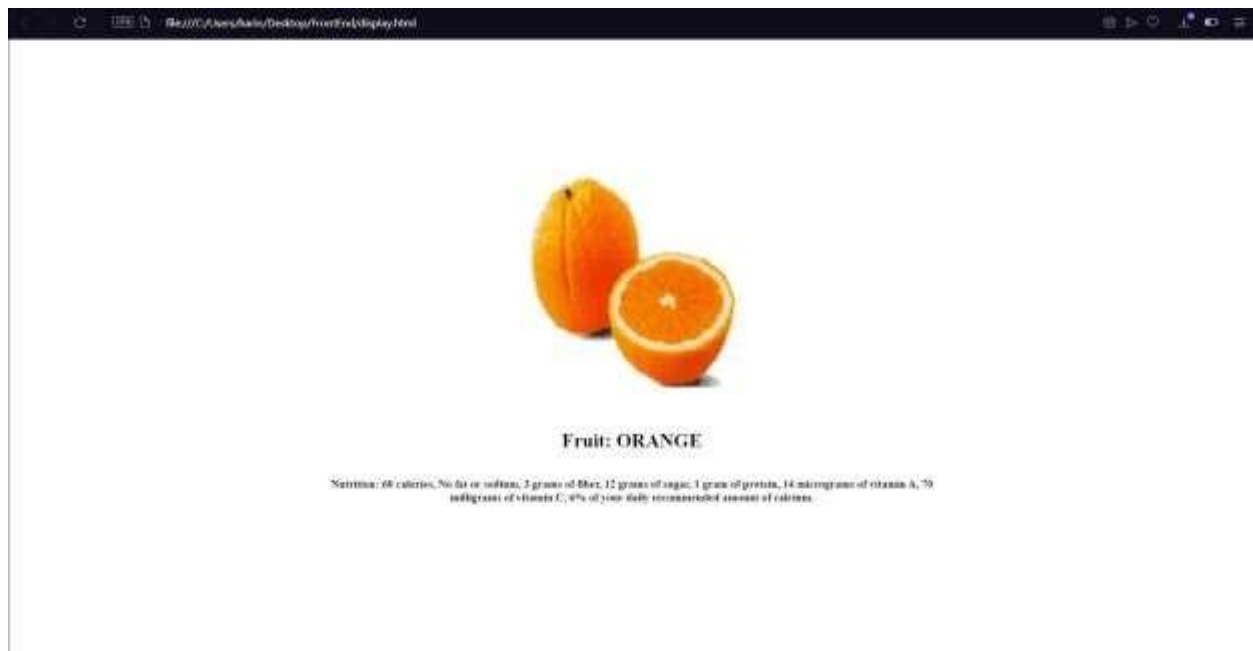 file:///C:/Users/harin/Desktop/FrontEnd/display.html
Fruit: ORANGE
Nutrition: 60 calories, No fat or sodium, 3 grams of fiber, 12 grams of sugar, 1 gram of protein, 14 micrograms of vitamin A, 70
milligrams of vitamin C, 6% of your daily recommended amount of calcium.